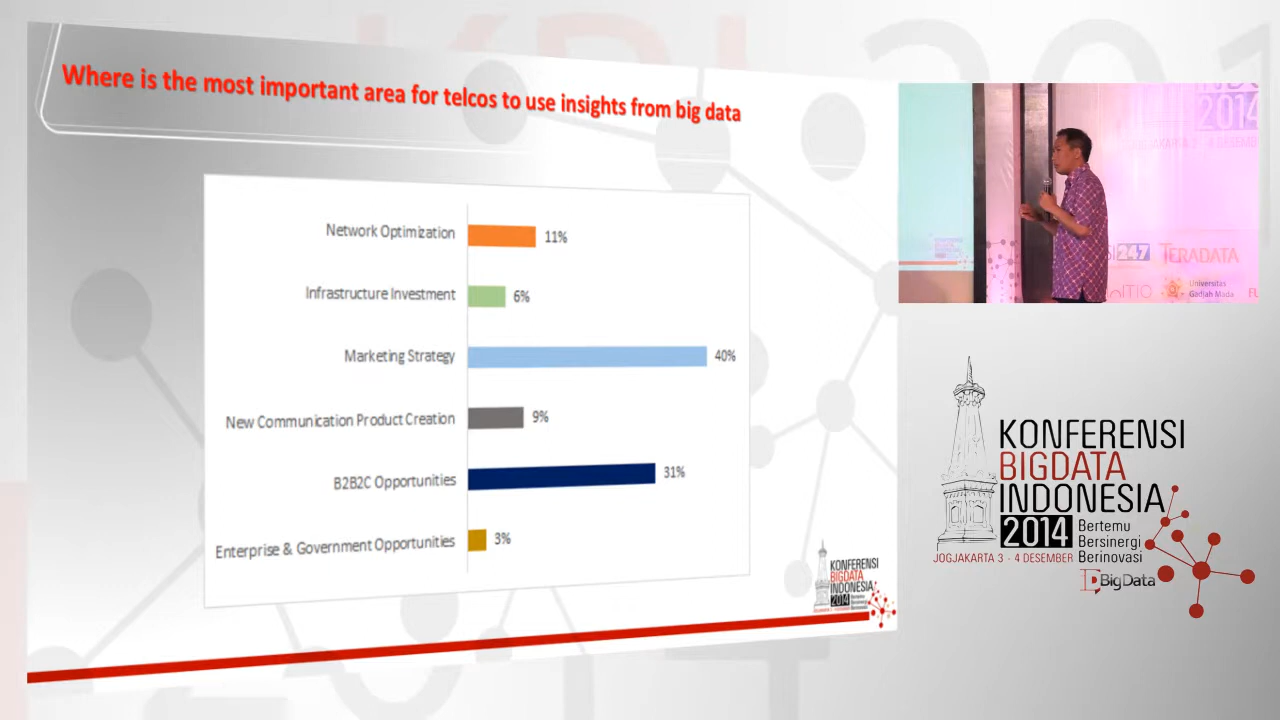 Where is the most important area for telcos to use insights from big data
Network Optimization
11%
Infrastructure Investment
6%
Marketing Strategy
40%
New Communication Product Creation
9%
B2B2C Opportunities
31%
Enterprise & Government Opportunities
3%
KONFERENSI
BIGDATA
INDONESIA
2014
2014
TERADATA
Universitas
Gadjah Mada
KONFERENSI
BIGDATA
INDONESIA
2014 Bertemu
Bersinergi
JOGJAKARTA 3 - 4 DESEMBER Berinovasi
BigData